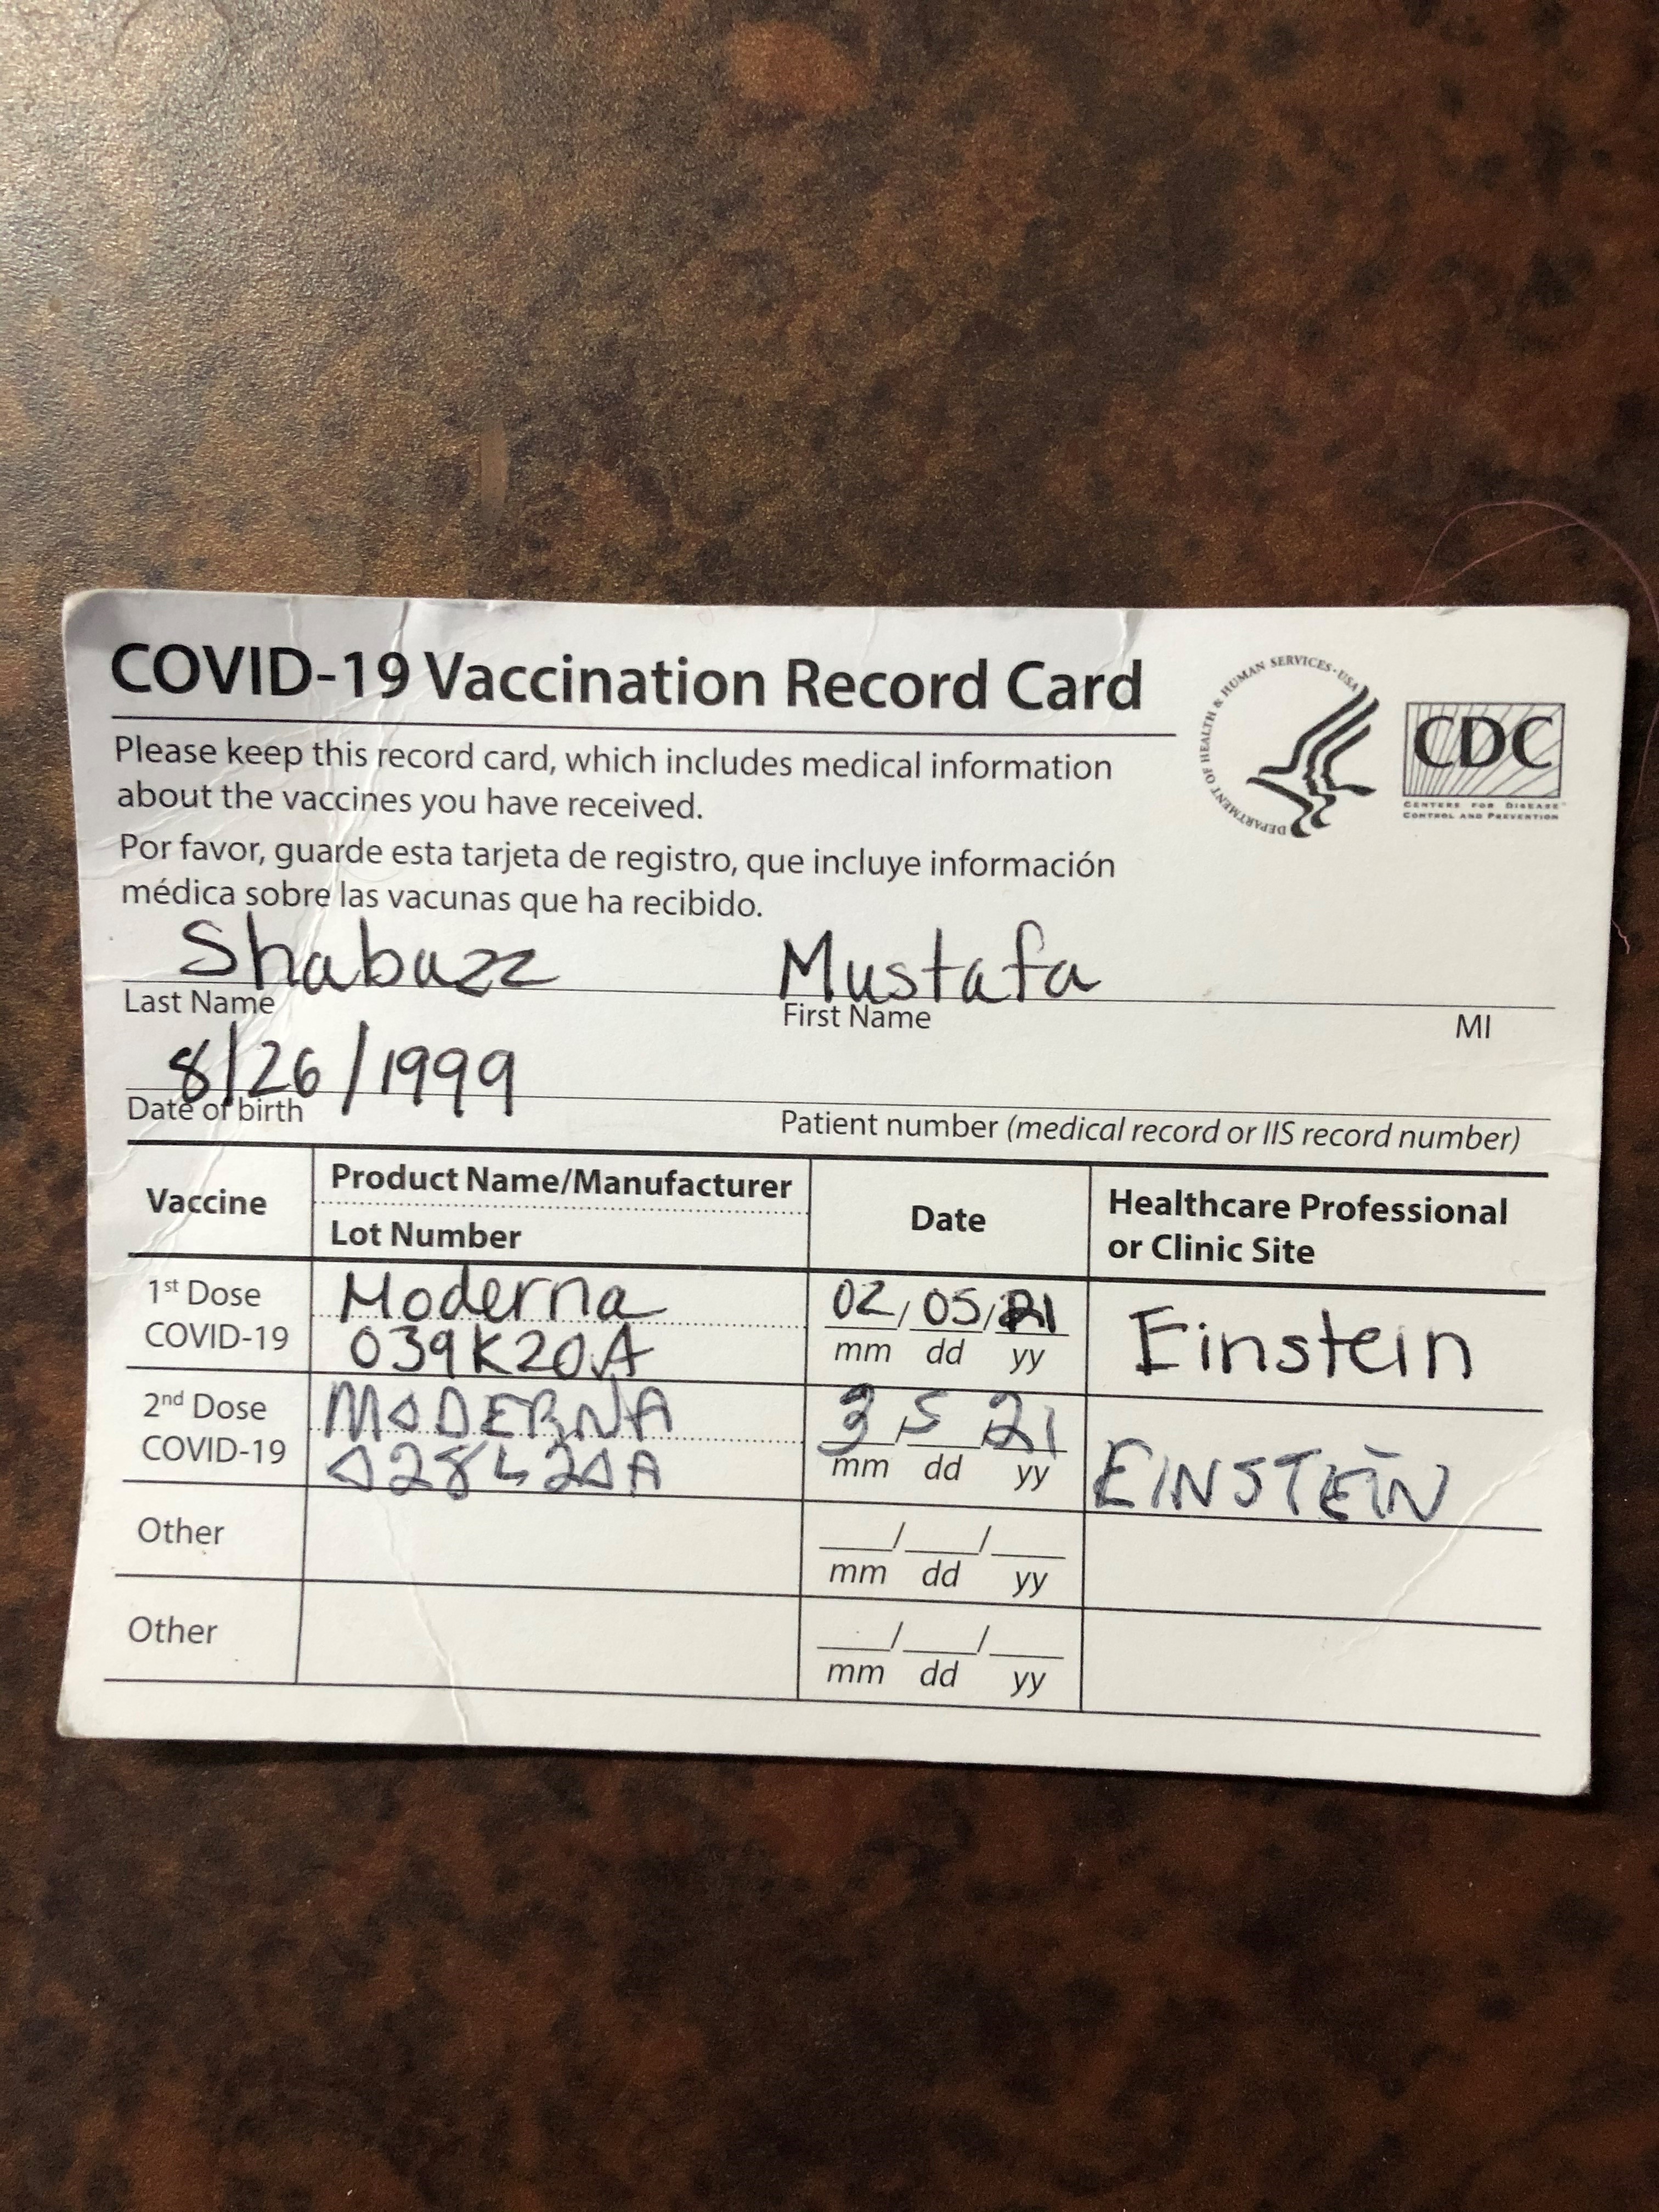 COVID-19 Vaccination Record Card
Please keep this record card, which includes medical information
about the vaccines you have received.
Por favor, guarde esta tarjeta de registro, que incluye información
médica sobre las vacunas que ha recibido.
DEPARTMENT OF HEALTH & HUMAN SERVICES · USA
CDC
CENTERS FOR DISEASE
CONTROL AND PREVENTION
Shabazz Mustafa
Last Name First Name MI
8/26/1999
Date of birth Patient number (medical record or IIS record number)
Vaccine
Product Name/Manufacturer
Lot Number
Date
Healthcare Professional
or Clinic Site
1st Dose
COVID-19
Moderna
039K20A
02/05/21
mm dd yy
Einstein
2nd Dose
COVID-19
MODERNA
028L20A
3 5 21
mm dd yy
EINSTEIN
Other
___/___/___
mm dd yy
Other
___/___/___
mm dd yy